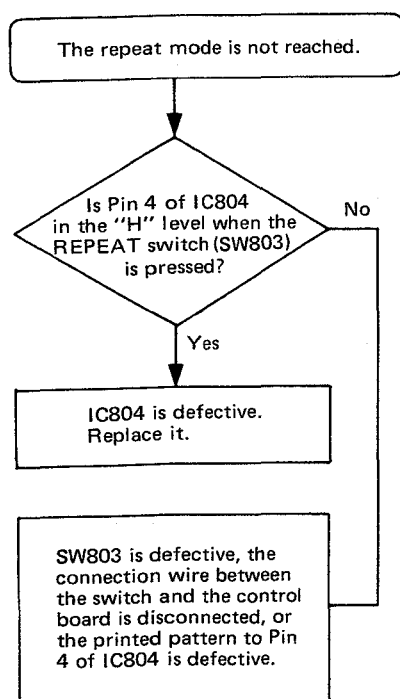 The repeat mode is not reached.
Is Pin 4 of IC804
in the "H" level when the
REPEAT switch (SW803)
is pressed?
No
Yes
IC804 is defective.
Replace it.
SW803 is defective, the
connection wire between
the switch and the control
board is disconnected, or
the printed pattern to Pin
4 of IC804 is defective.